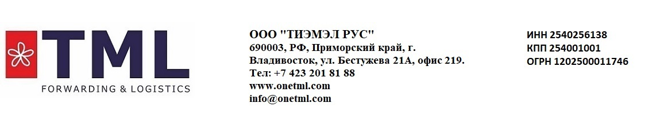 TML
FORWARDING & LOGISTICS
ООО "ТИЭМЭЛ РУС"
690003, РФ, Приморский край, г.
Владивосток, ул. Бестужева 21А, офис 219.
Тел: +7 423 201 81 88
www.onetml.com
info@onetml.com
ИНН 2540256138
КПП 254001001
ОГРН 1202500011746